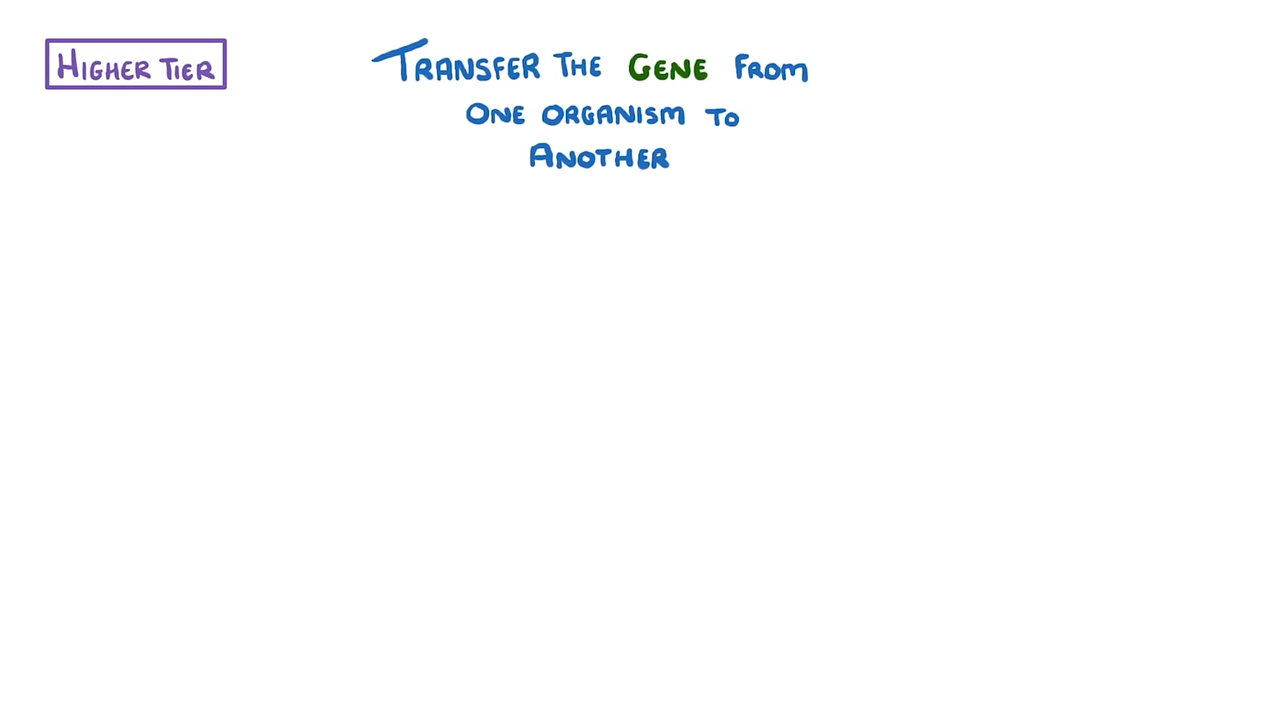 HIGHER TIER
TRANSFER THE GENE FROM
ONE ORGANISM TO
ANOTHER